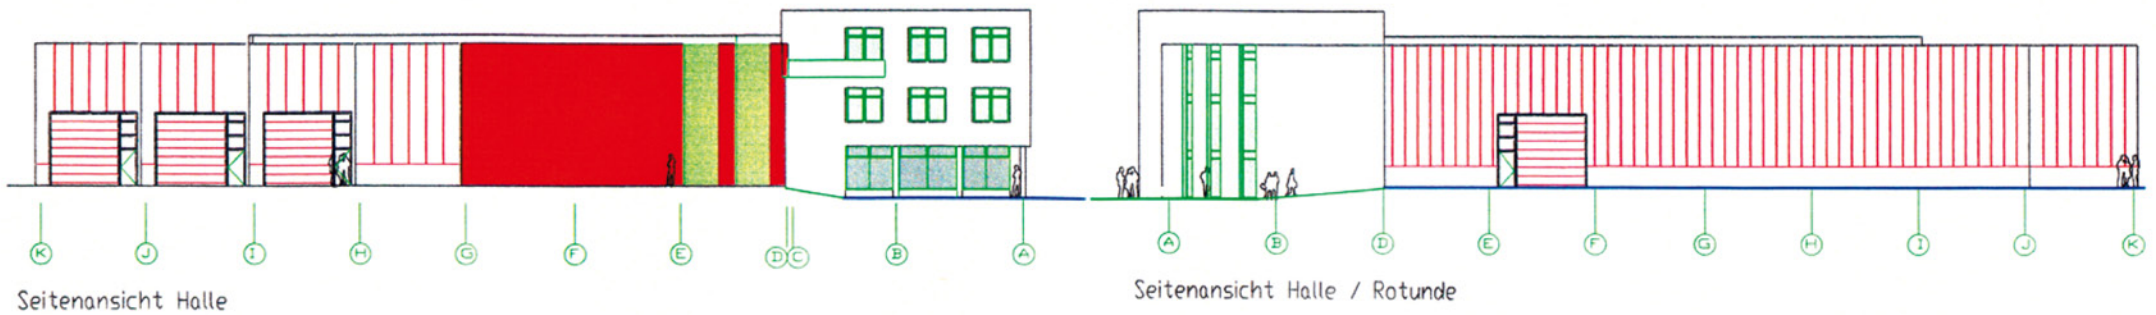 K J I H G F E D C B A
Seitenansicht Halle
A B D E F G H I J K
Seitenansicht Halle / Rotunde